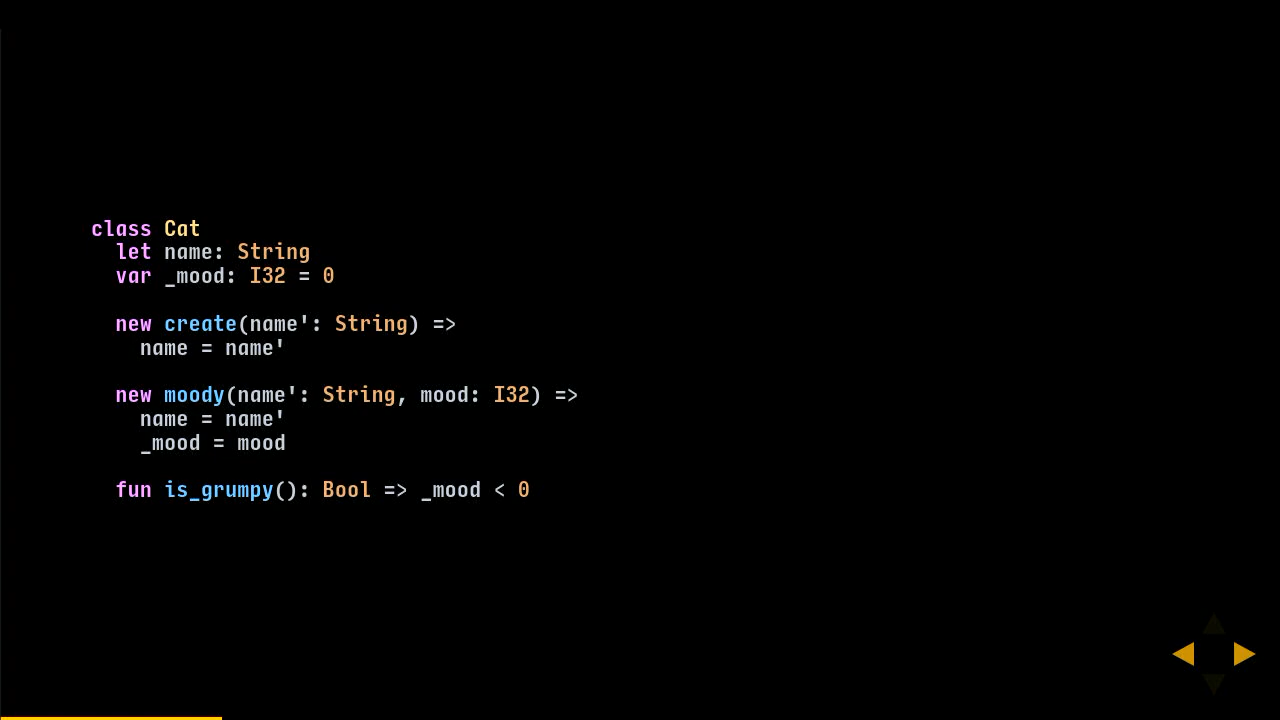 class Cat
  let name: String
  var _mood: I32 = 0

  new create(name': String) =>
    name = name'

  new moody(name': String, mood: I32) =>
    name = name'
    _mood = mood

  fun is_grumpy(): Bool => _mood < 0